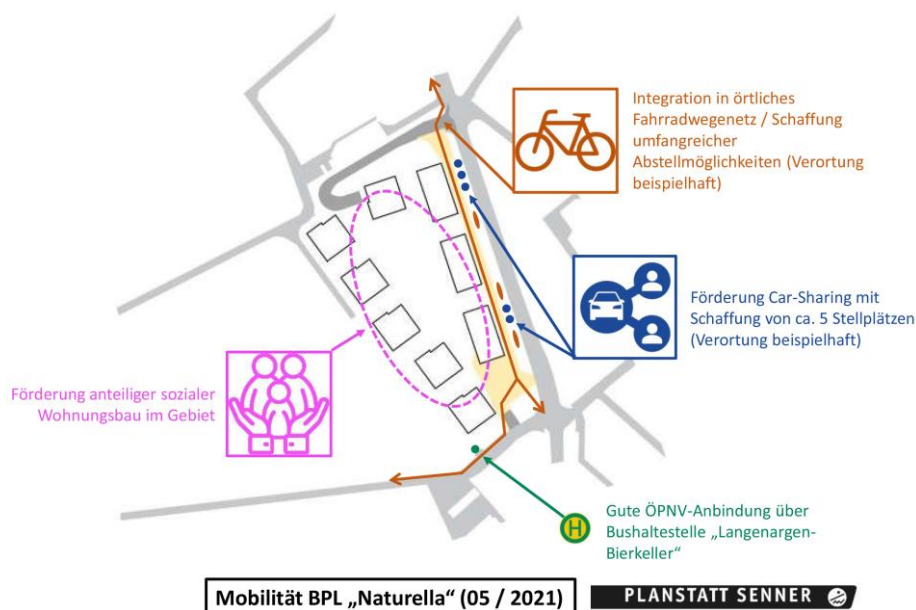 Integration in örtliches
Fahrradwegenetz / Schaffung
umfangreicher
Abstellmöglichkeiten (Verortung
beispielhaft)
Förderung Car-Sharing mit
Schaffung von ca. 5 Stellplätzen
(Verortung beispielhaft)
Förderung anteiliger sozialer
Wohnungsbau im Gebiet
H
Gute ÖPNV-Anbindung über
Bushaltestelle „Langenargen-
Bierkeller“
Mobilität BPL „Naturella“ (05 / 2021)
PLANSTATT SENNER